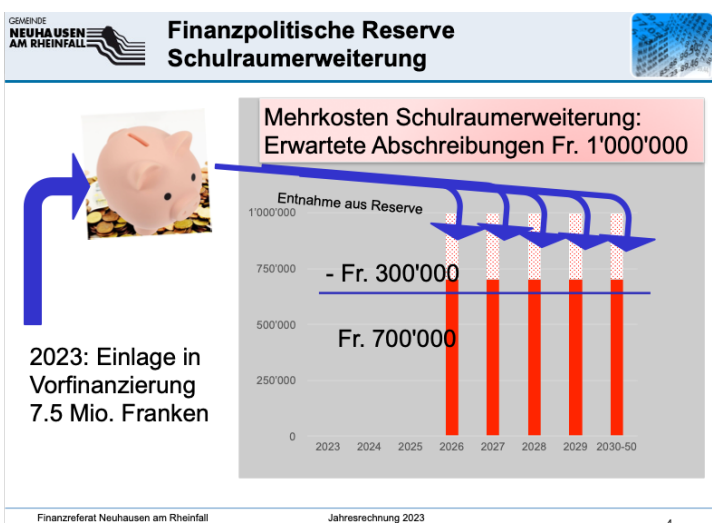 GEMEINDE
NEUHAUSEN
AM RHEINFALL
Finanzpolitische Reserve
Schulraumerweiterung
Mehrkosten Schulraumerweiterung:
Erwartete Abschreibungen Fr. 1'000'000
Entnahme aus Reserve
1'000'000
750'000
- Fr. 300'000
500'000
Fr. 700'000
250'000
0
2023 2024 2025 2026 2027 2028 2029 2030-50
2023: Einlage in
Vorfinanzierung
7.5 Mio. Franken
Finanzreferat Neuhausen am Rheinfall
Jahresrechnung 2023